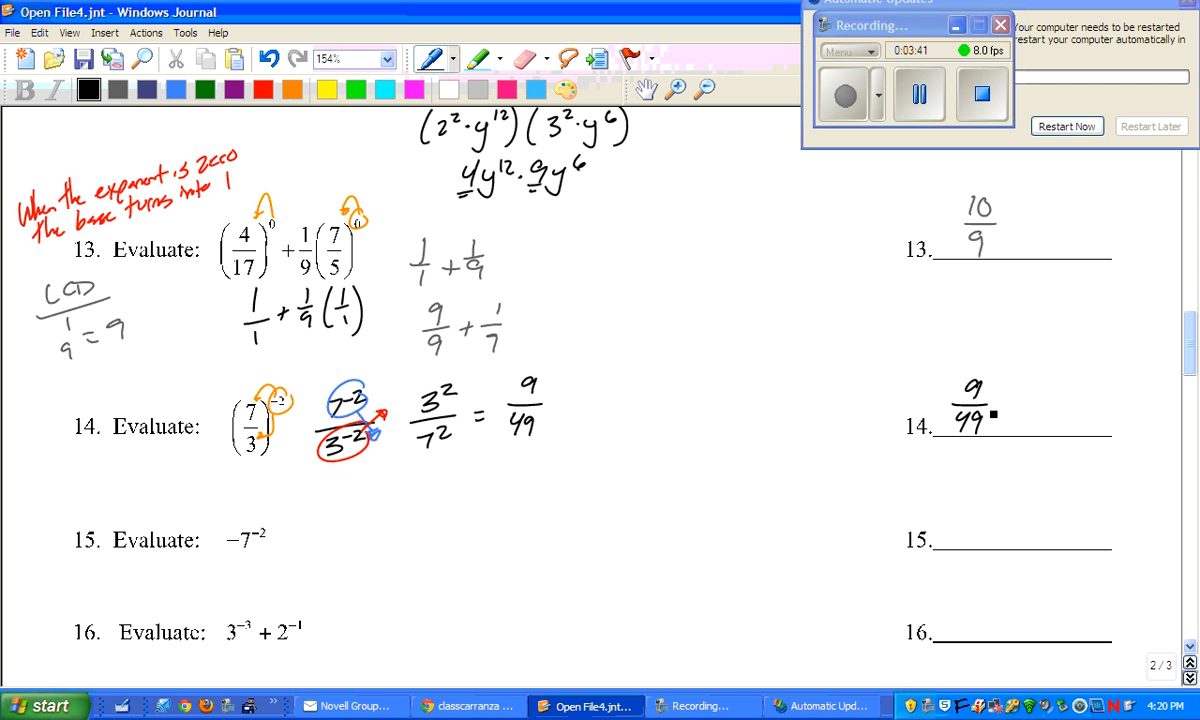 Open File4.jnt - Windows Journal
Automatic Updates
File Edit View Insert Actions Tools Help
Recording...
Your computer needs to be restarted
restart your computer automatically in
Menu
0:03:41
8.0 fps
154%
B I
Restart Now Restart Later
(2²·y¹²)(3²·y⁶)
4y¹²·9y⁶
When the exponent is zero
the base turns into 1
13. Evaluate: (4/17)⁰ + 1/9(7/5)⁰
1/1 + 1/9
13. 10/9
LCD
1
9 = 9
1/1 + 1/9(1/1)
9/9 + 1/7
14. Evaluate: (7/3)⁻² 7⁻²/3⁻² 3²/7² = 9/49
14. 9/49
15. Evaluate: −7⁻²
15.
16. Evaluate: 3⁻³ + 2⁻¹
16.
2 / 3
start
Novell Group...
classcarranza ...
Open File4.jnt...
Recording...
Automatic Upd...
4:20 PM